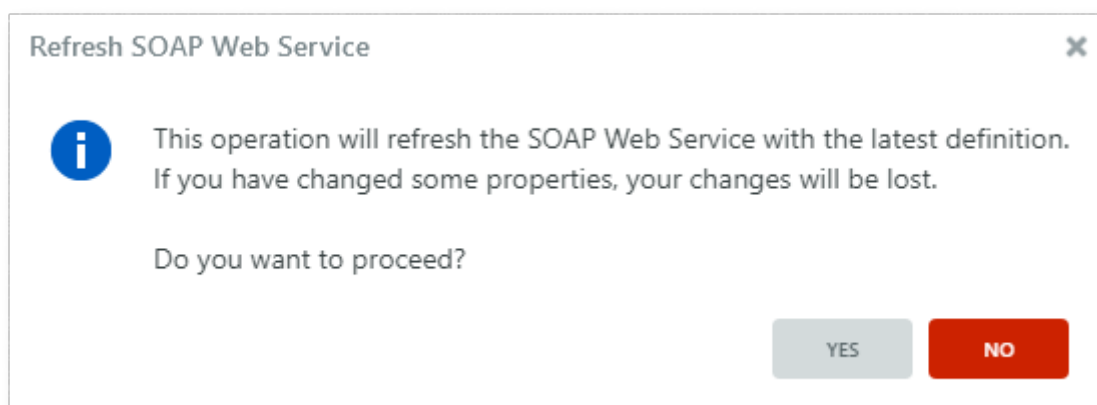 Refresh SOAP Web Service
This operation will refresh the SOAP Web Service with the latest definition.
If you have changed some properties, your changes will be lost.
Do you want to proceed?
YES
NO